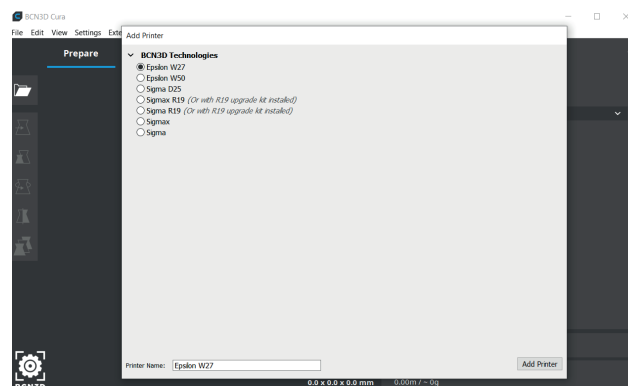 BCN3D Cura
File Edit View Settings Exte
Add Printer
Prepare
BCN3D Technologies
Epsilon W27
Epsilon W50
Sigma D25
Sigmax R19 (Or with R19 upgrade kit installed)
Sigma R19 (Or with R19 upgrade kit installed)
Sigmax
Sigma
Printer Name: Epsilon W27
Add Printer
BCN3D
0.0 x 0.0 x 0.0 mm 0.00m / ~ 0g